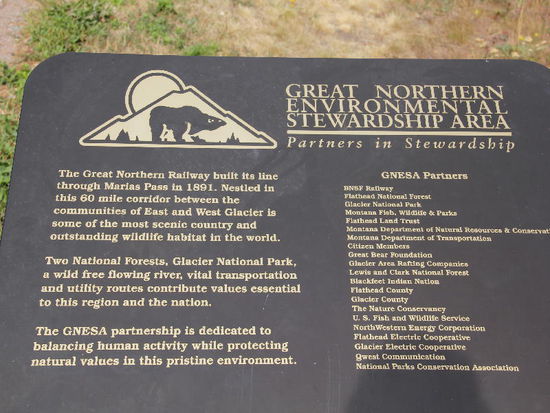 GREAT NORTHERN
ENVIRONMENTAL
STEWARDSHIP AREA
Partners in Stewardship
The Great Northern Railway built its line
through Marias Pass in 1891. Nestled in
this 60 mile corridor between the
communities of East and West Glacier is
some of the most scenic country and
outstanding wildlife habitat in the world.
Two National Forests, Glacier National Park,
a wild free flowing river, vital transportation
and utility routes contribute values essential
to this region and the nation.
The GNESA partnership is dedicated to
balancing human activity while protecting
natural values in this pristine environment.
GNESA Partners
BNSF Railway
Flathead National Forest
Glacier National Park
Montana Fish, Wildlife & Parks
Flathead Land Trust
Montana Department of Natural Resources & Conservati
Montana Department of Transportation
Citizen Members
Great Bear Foundation
Glacier Area Rafting Companies
Lewis and Clark National Forest
Blackfeet Indian Nation
Flathead County
Glacier County
The Nature Conservancy
U. S. Fish and Wildlife Service
NorthWestern Energy Corporation
Flathead Electric Cooperative
Glacier Electric Cooperative
Qwest Communication
National Parks Conservation Association